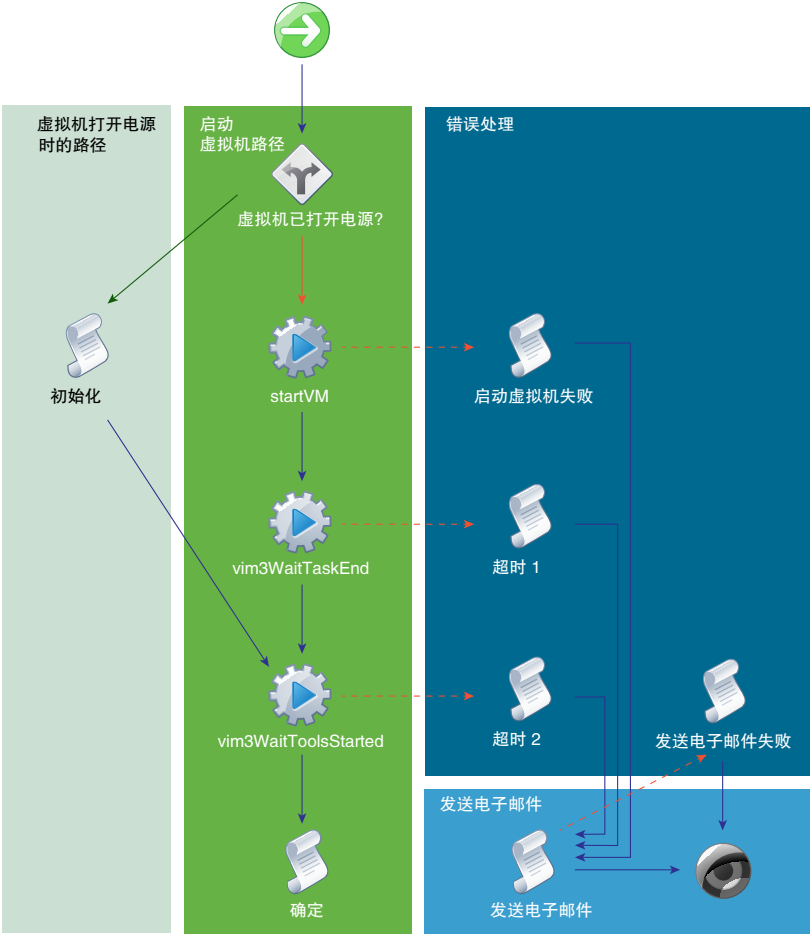 虚拟机打开电源
时的路径
启动
虚拟机路径
错误处理
虚拟机已打开电源?
初始化
startVM
启动虚拟机失败
vim3WaitTaskEnd
超时 1
vim3WaitToolsStarted
超时 2
发送电子邮件失败
发送电子邮件
确定
发送电子邮件